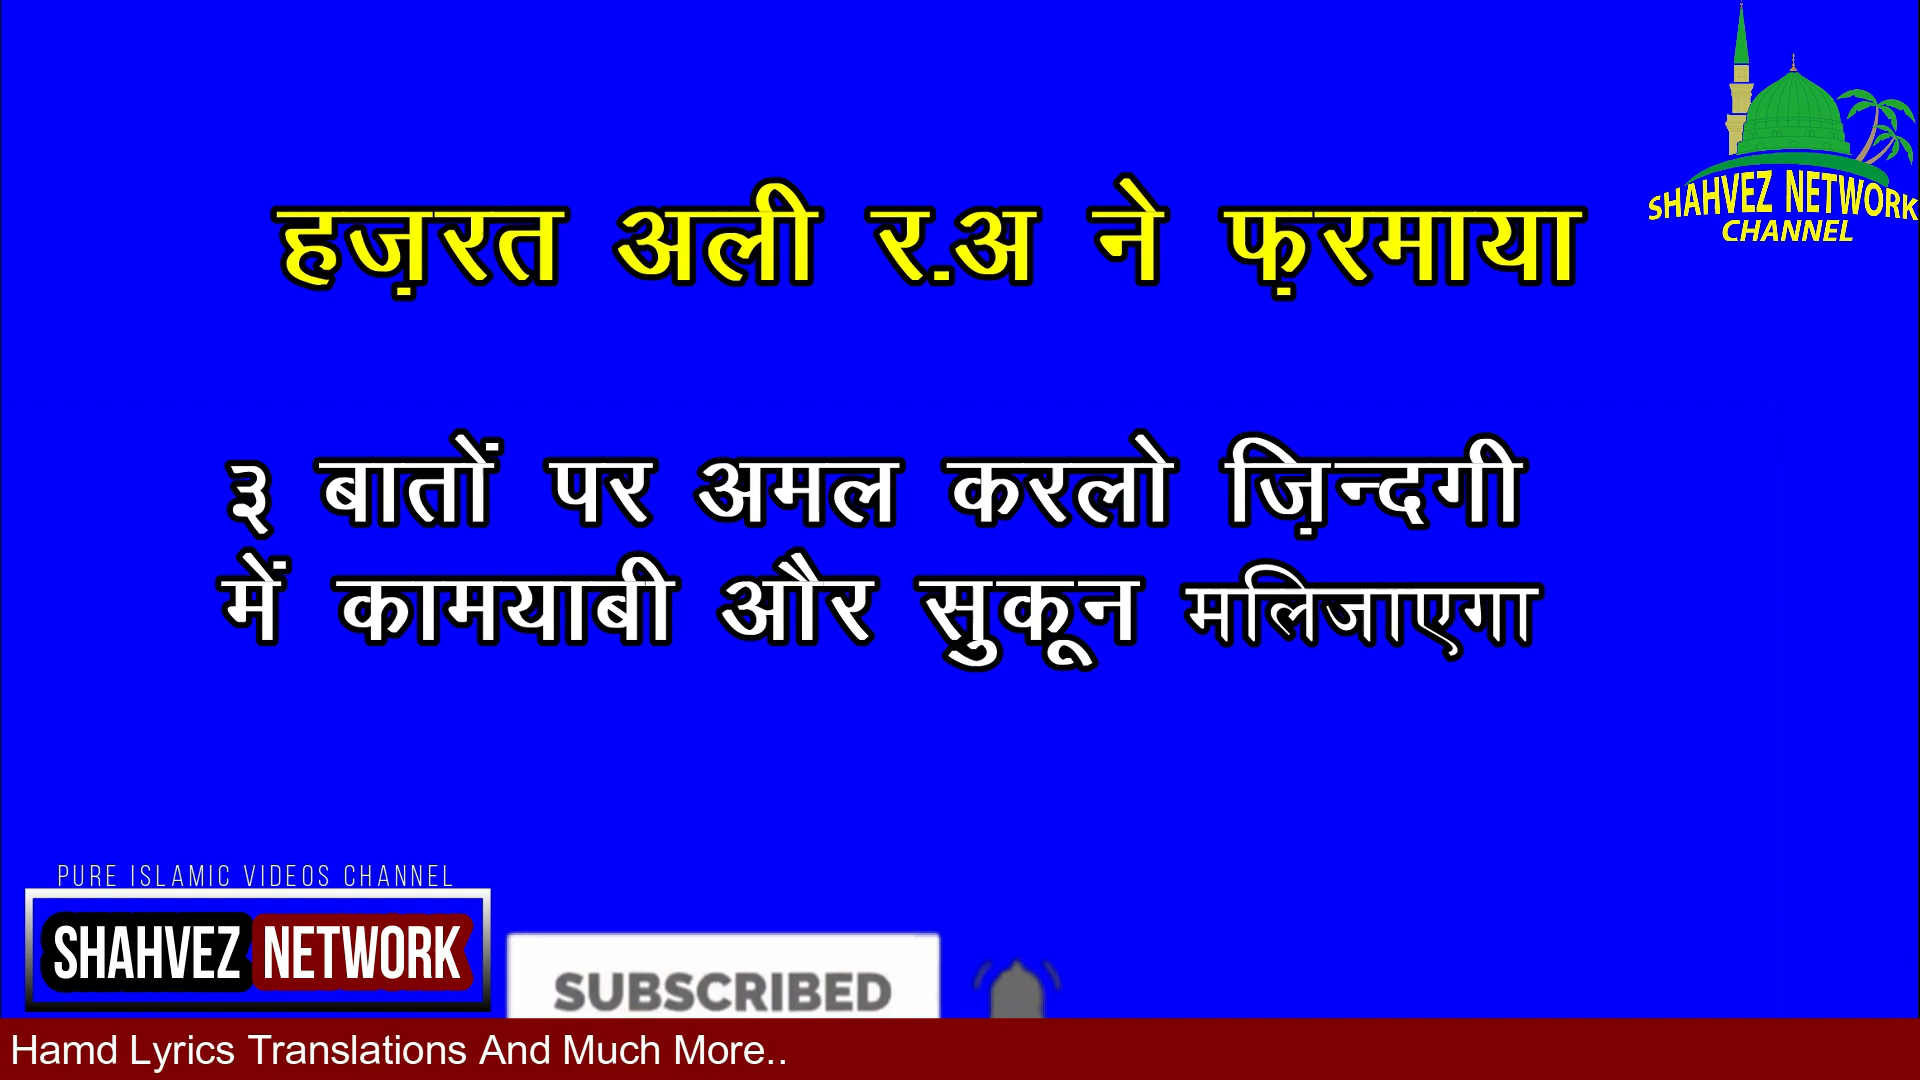 हज़रत अली र.अ ने फ़रमाया
SHAHVEZ NETWORK
CHANNEL
३ बातों पर अमल करलो ज़िन्दगी
में कामयाबी और सुकून मलिजाएगा
PURE ISLAMIC VIDEOS CHANNEL
SHAHVEZ NETWORK
SUBSCRIBED
Hamd Lyrics Translations And Much More..